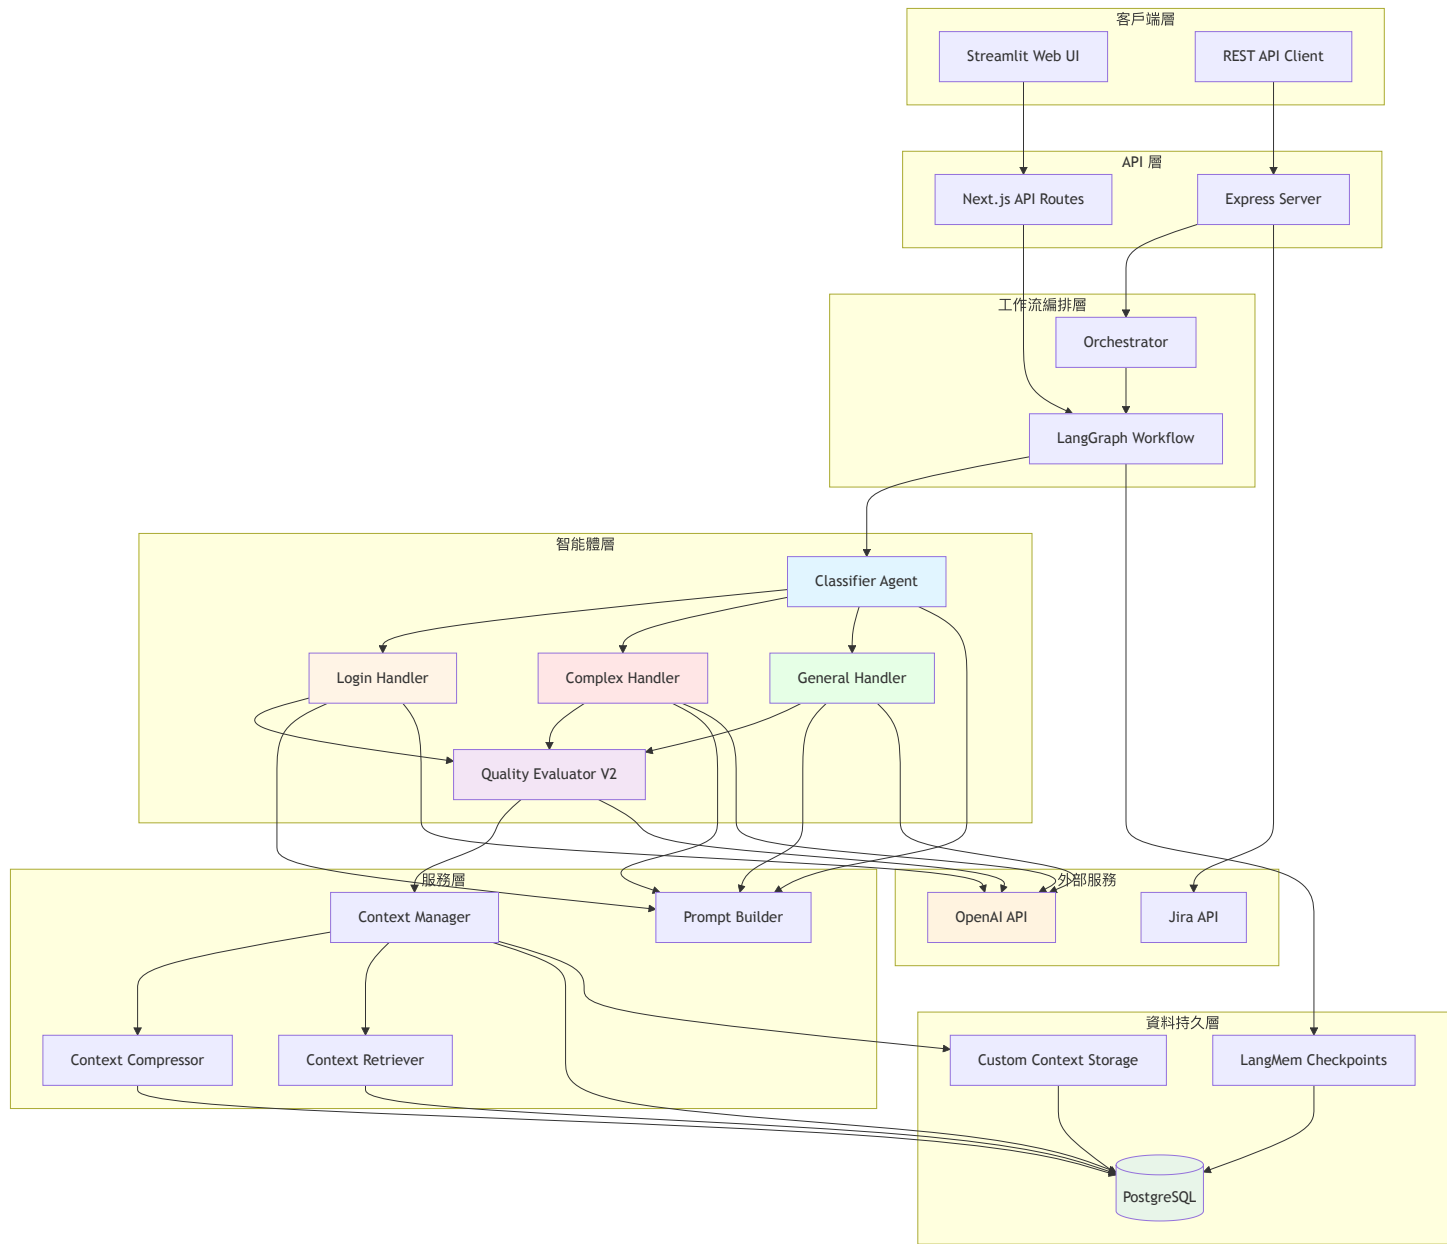 客戶端層
Streamlit Web UI
REST API Client
API 層
Next.js API Routes
Express Server
工作流編排層
Orchestrator
LangGraph Workflow
智能體層
Classifier Agent
Login Handler
Complex Handler
General Handler
Quality Evaluator V2
服務層
Context Manager
Prompt Builder
Context Compressor
Context Retriever
外部服務
OpenAI API
Jira API
資料持久層
Custom Context Storage
LangMem Checkpoints
PostgreSQL